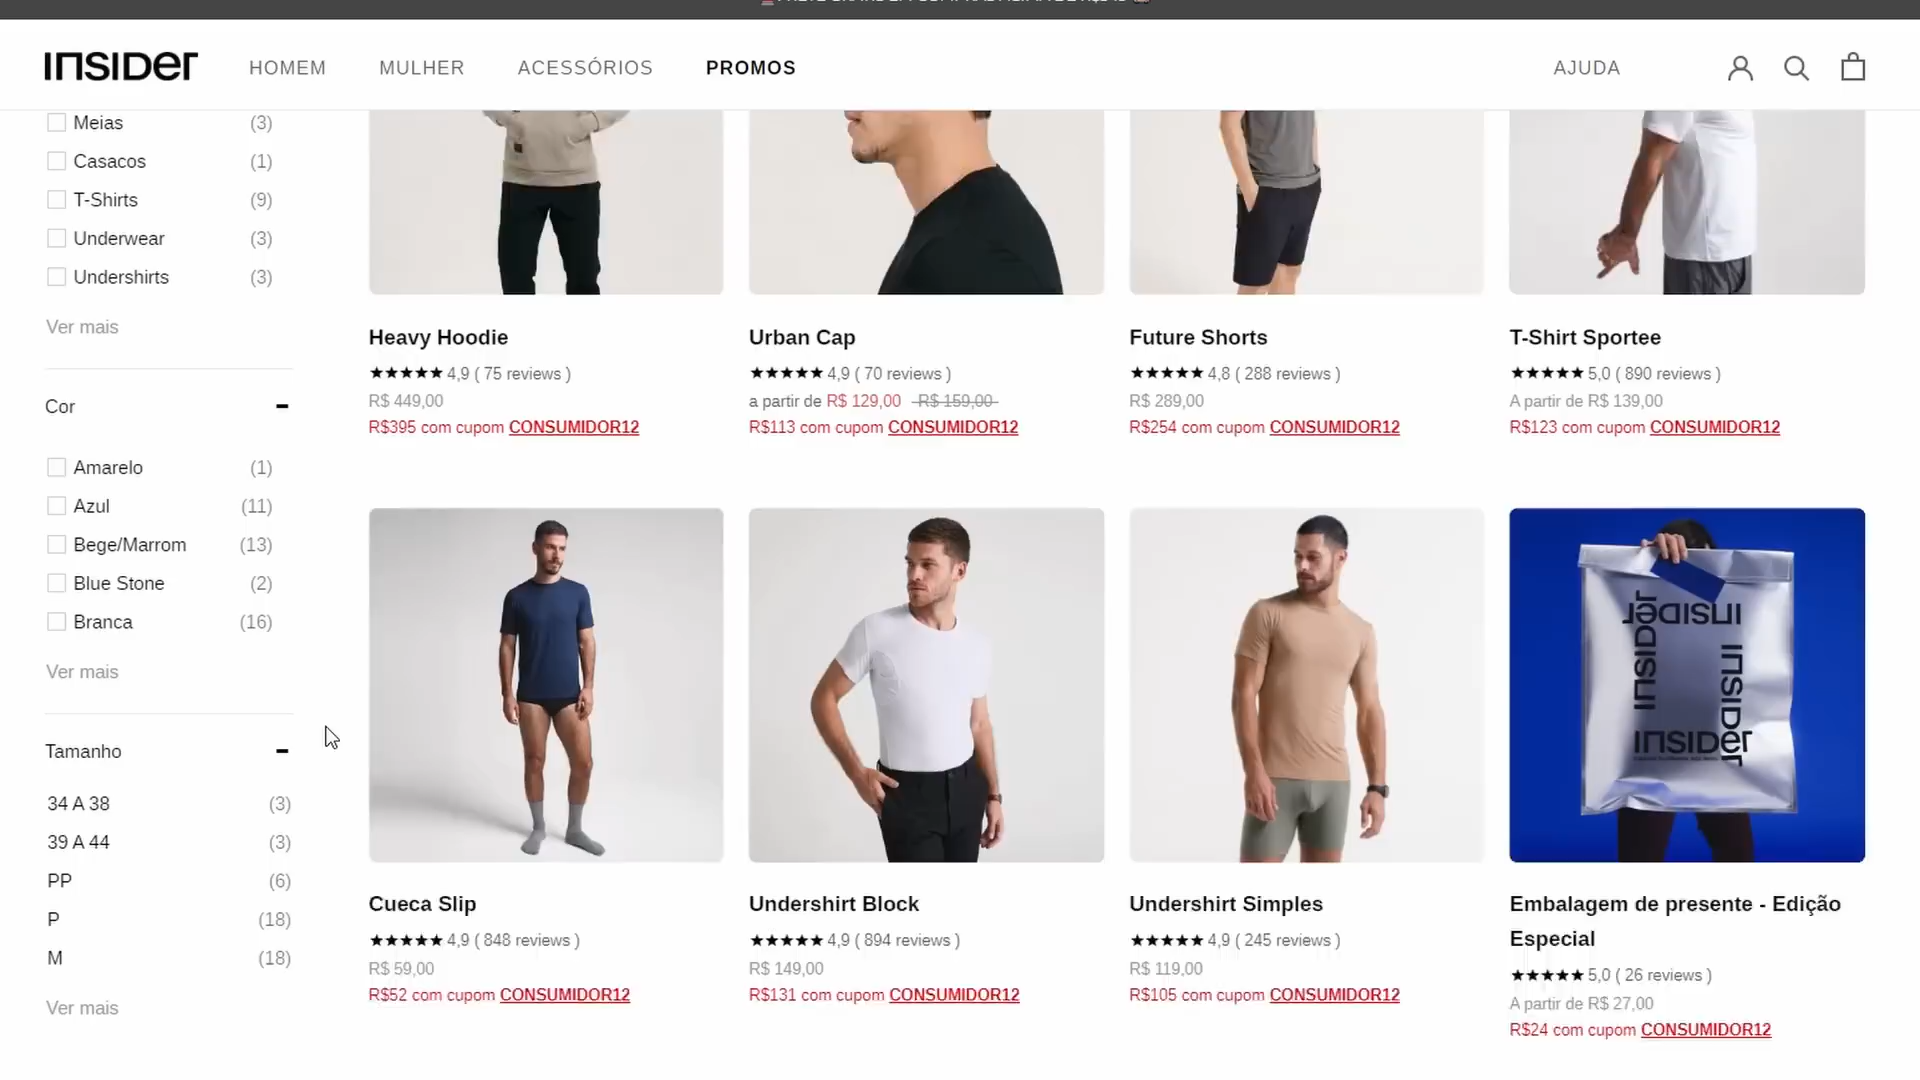 INSIDER
HOMEM
MULHER
ACESSÓRIOS
PROMOS
AJUDA
Meias (3)
Casacos (1)
T-Shirts (9)
Underwear (3)
Undershirts (3)
Ver mais
Cor
Amarelo (1)
Azul (11)
Bege/Marrom (13)
Blue Stone (2)
Branca (16)
Ver mais
Tamanho
34 A 38 (3)
39 A 44 (3)
PP (6)
P (18)
M (18)
Ver mais
Heavy Hoodie
4,9 ( 75 reviews )
R$ 449,00
R$395 com cupom CONSUMIDOR12
Urban Cap
4,9 ( 70 reviews )
a partir de R$ 129,00 R$ 159,00
R$113 com cupom CONSUMIDOR12
Future Shorts
4,8 ( 288 reviews )
R$ 289,00
R$254 com cupom CONSUMIDOR12
T-Shirt Sportee
5,0 ( 890 reviews )
A partir de R$ 139,00
R$123 com cupom CONSUMIDOR12
Cueca Slip
4,9 ( 848 reviews )
R$ 59,00
R$52 com cupom CONSUMIDOR12
Undershirt Block
4,9 ( 894 reviews )
R$ 149,00
R$131 com cupom CONSUMIDOR12
Undershirt Simples
4,9 ( 245 reviews )
R$ 119,00
R$105 com cupom CONSUMIDOR12
INSIDER
INSIDER
INSIDER
INSIDER
Embalagem de presente - Edição
Especial
5,0 ( 26 reviews )
A partir de R$ 27,00
R$24 com cupom CONSUMIDOR12